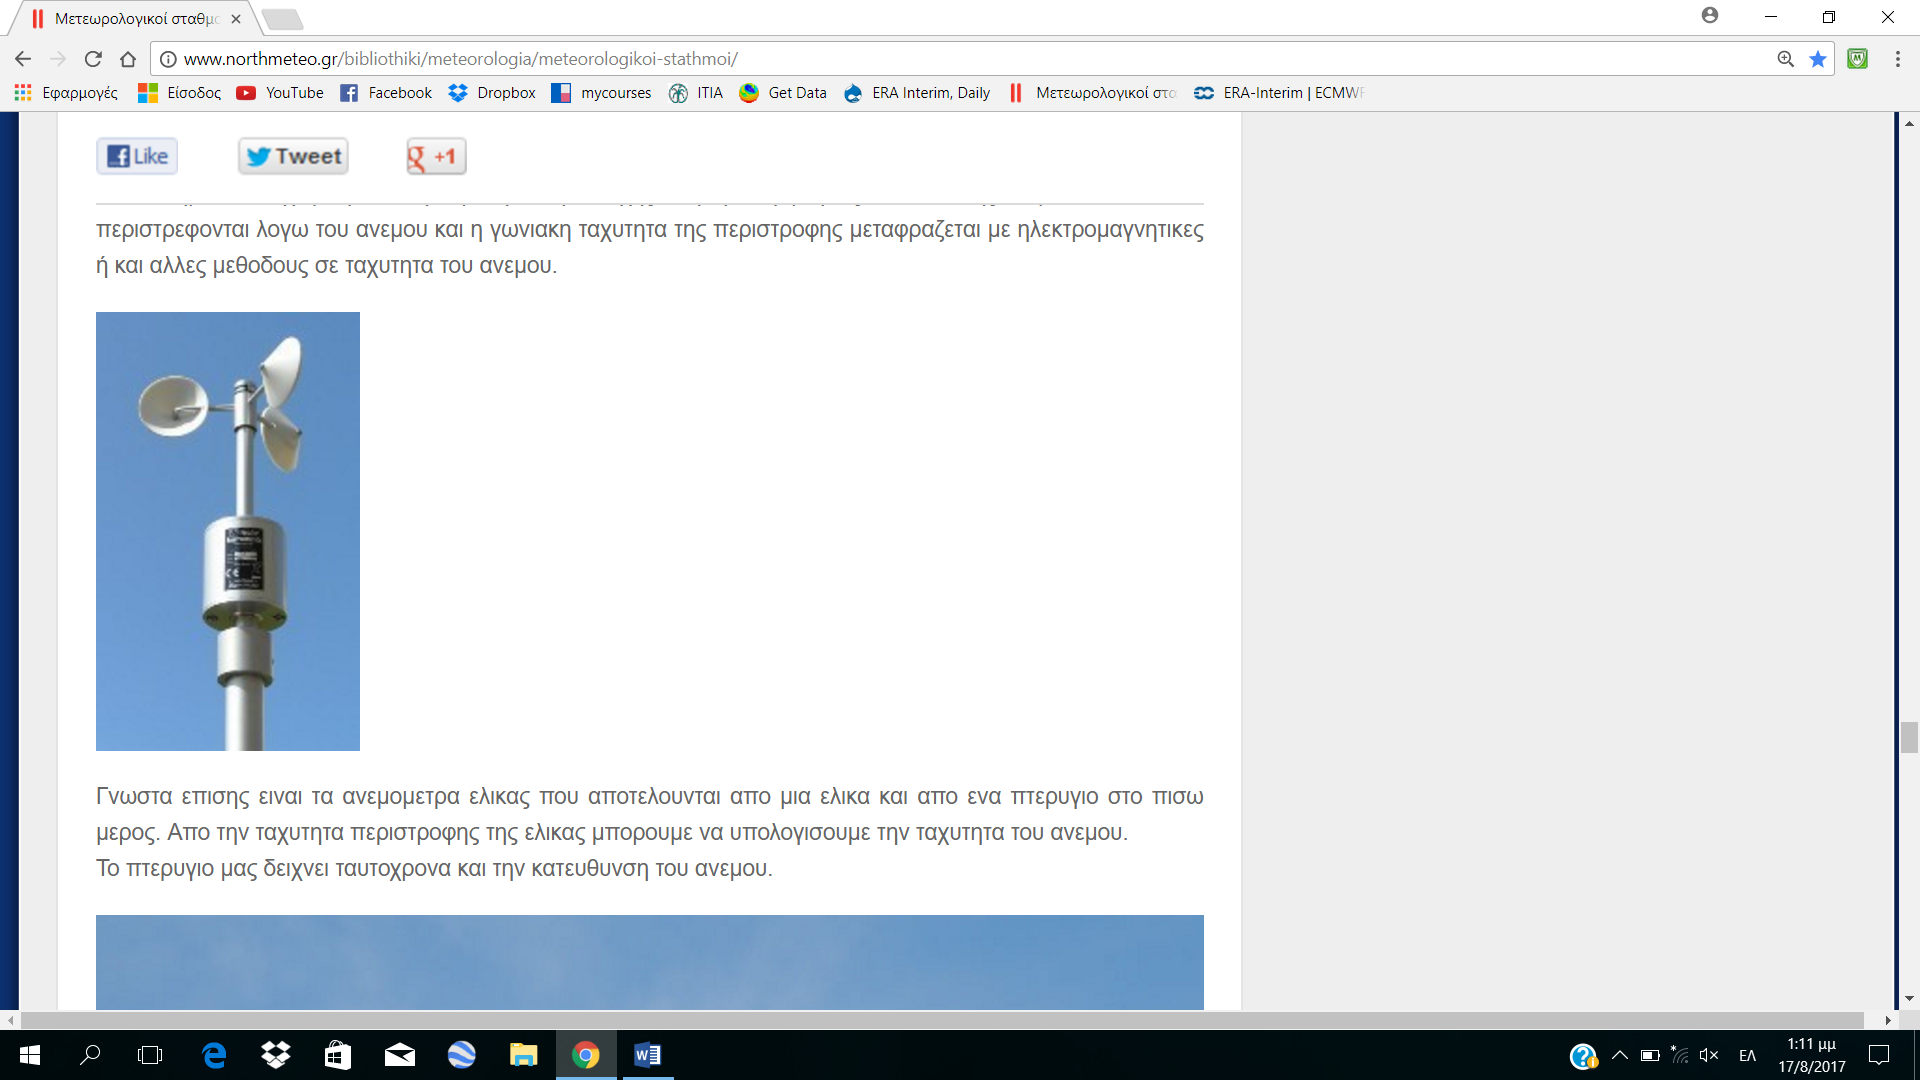 Μετεωρολογικοί σταθμο
www.northmeteo.gr/bibliothiki/meteorologia/meteorologikoi-stathmoi/
Εφαρμογές Είσοδος YouTube Facebook Dropbox mycourses ITIA Get Data ERA Interim, Daily Μετεωρολογικοί στα ERA-Interim | ECMWF
Like Tweet +1
περιστρεφονται λογω του ανεμου και η γωνιακη ταχυτητα της περιστροφης μεταφραζεται με ηλεκτρομαγνητικες
ή και αλλες μεθοδους σε ταχυτητα του ανεμου.
Γνωστα επισης ειναι τα ανεμομετρα ελικας που αποτελουνται απο μια ελικα και απο ενα πτερυγιο στο πισω
μερος. Απο την ταχυτητα περιστροφης της ελικας μπορουμε να υπολογισουμε την ταχυτητα του ανεμου.
Το πτερυγιο μας δειχνει ταυτοχρονα και την κατευθυνση του ανεμου.
ΕΛ
1:11 μμ
17/8/2017